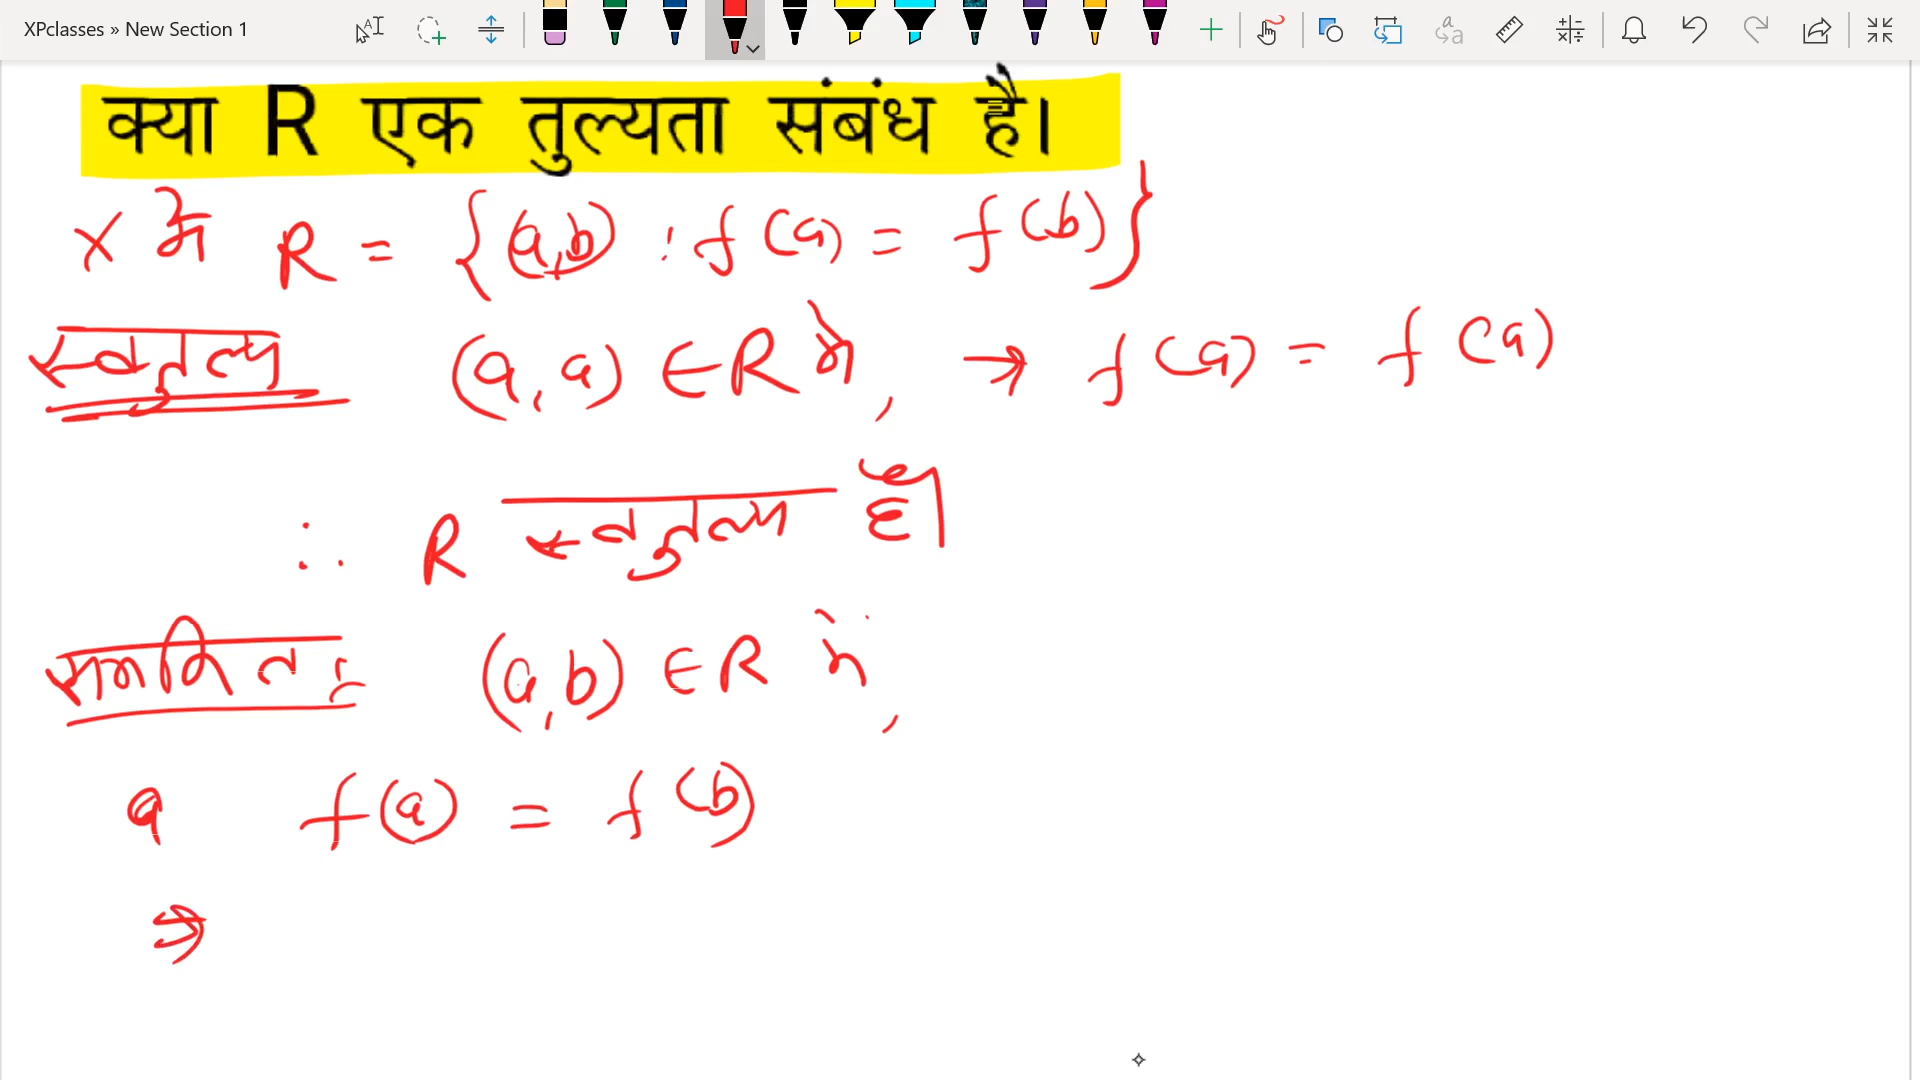 XPclasses » New Section 1
क्या R एक तुल्यता संबंध है।
X में R = {(a,b) : f(a) = f(b)}
स्वतुल्य (a, a) ∈ R में, → f(a) = f(a)
∴ R स्वतुल्य है।
सममित : (a,b) ∈ R में,
a f(a) = f(b)
⇒